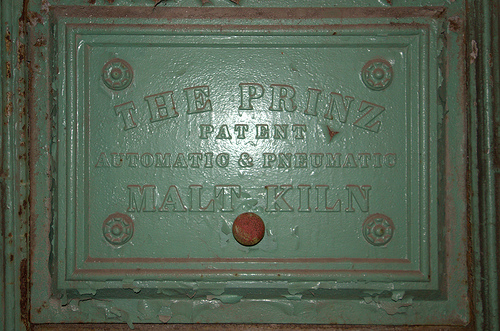 THE PRINZ
PATENT
AUTOMATIC & PNEUMATIC
MALT KILN